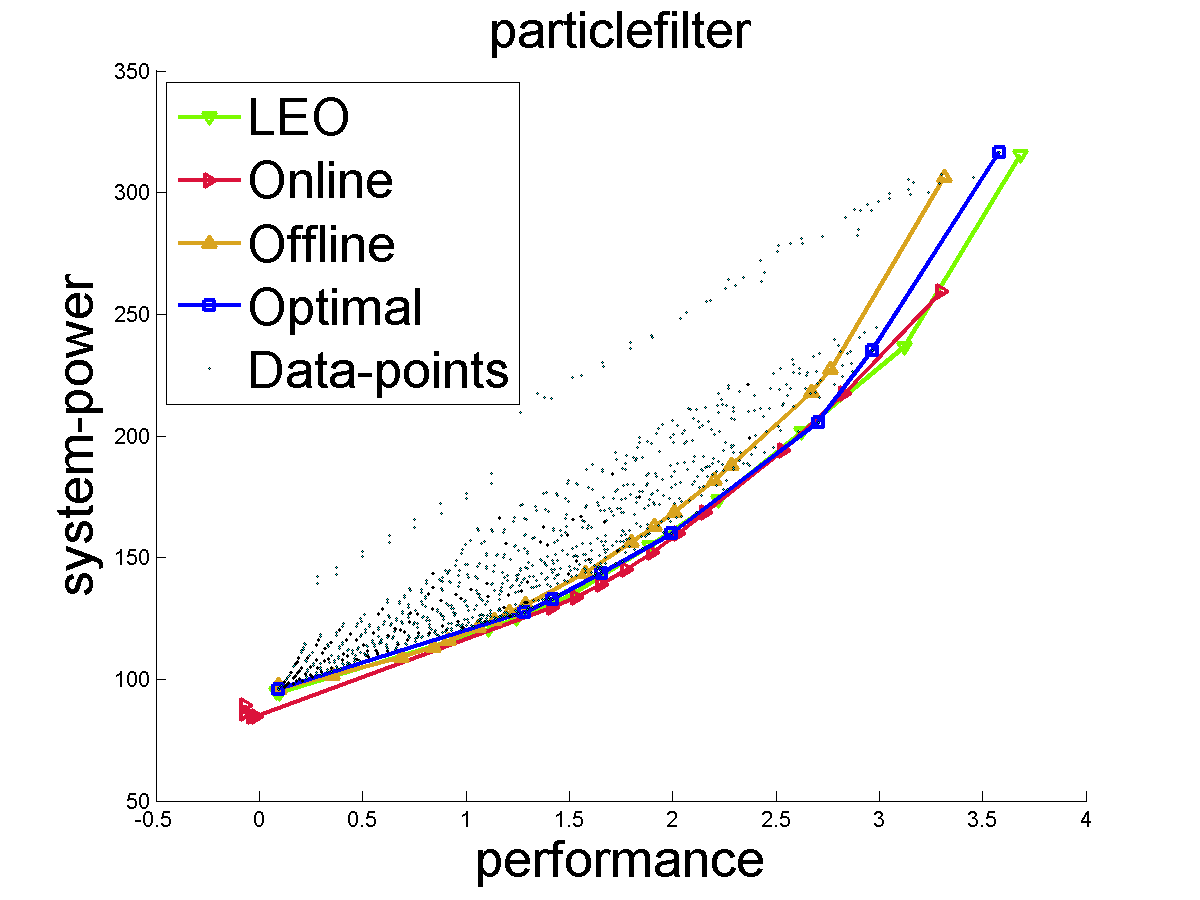 particlefilter
LEO
Online
Offline
Optimal
Data-points
system-power
350
300
250
200
150
100
50
-0.5 0 0.5 1 1.5 2 2.5 3 3.5 4
performance